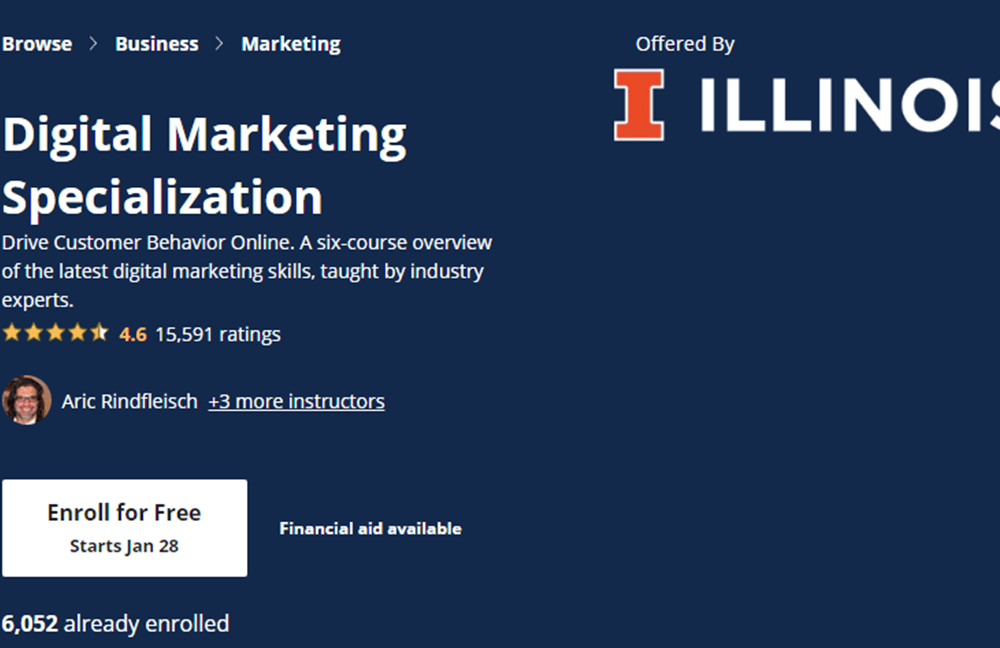 Browse > Business > Marketing
Offered By
I ILLINOIS
Digital Marketing
Specialization
Drive Customer Behavior Online. A six-course overview
of the latest digital marketing skills, taught by industry
experts.
4.6 15,591 ratings
Aric Rindfleisch +3 more instructors
Enroll for Free
Starts Jan 28
Financial aid available
6,052 already enrolled